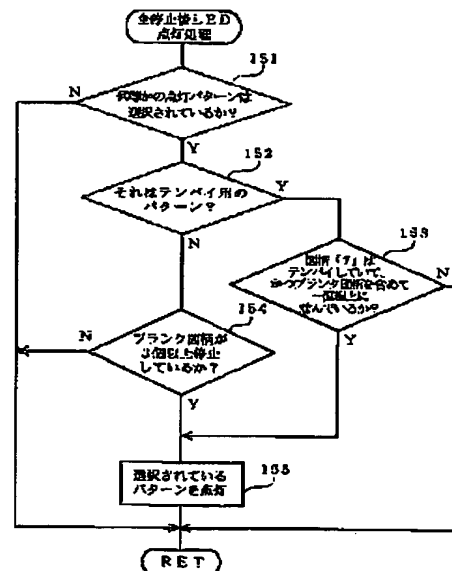 全停止後LED
点灯処理
151
N
何等かの点灯パターンは
選択されているか?
Y
152
それはテンパイ用の
パターン?
Y
N
153
図柄「7」は
テンパイしていて、
かつブランク図柄を含めて
一直線上に
並んでいるか?
N
Y
154
N
ブランク図柄が
3個以上停止
しているか?
Y
155
選択されている
パターンを点灯
RET